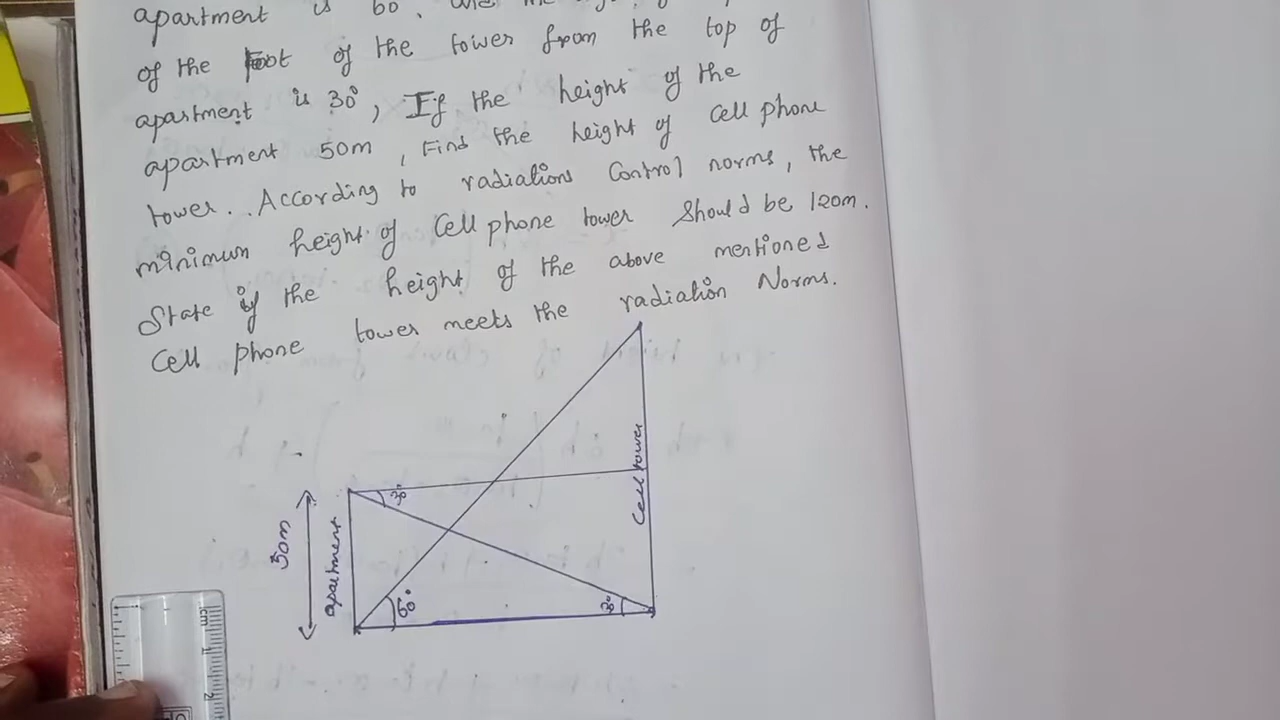 apartment is 60
of the foot of the tower from the top of
apartment is 30°, If the height of the
apartment 50m, Find the height of cell phone
tower. According to radiations control norms, the
minimum height of cell phone tower should be 120m.
State if the height of the above mentioned
cell phone tower meets the radiation Norms.
Cell tower
30°
50m
apartment
60°
30°
cm
1
2